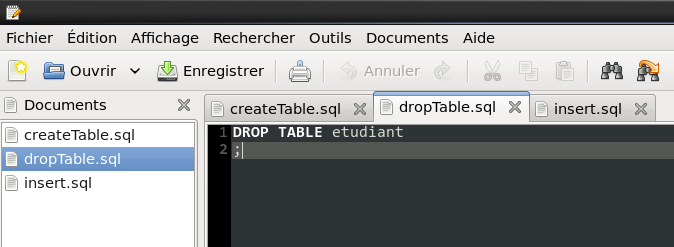 Fichier Édition Affichage Rechercher Outils Documents Aide
Ouvrir Enregistrer Annuler
Documents
createTable.sql
dropTable.sql
insert.sql
createTable.sql dropTable.sql insert.sql
1 DROP TABLE etudiant
2 ;